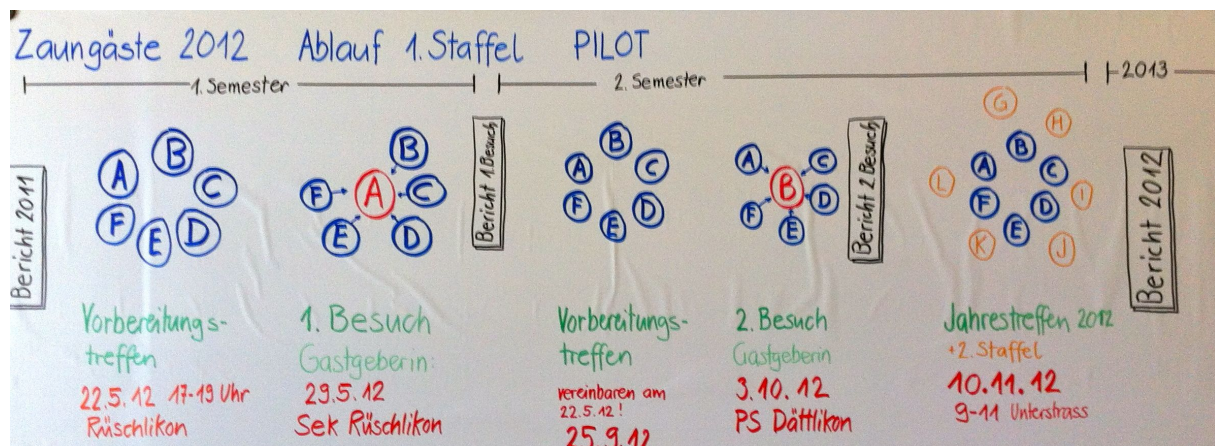 Zaungäste 2012 Ablauf 1. Staffel PILOT
1. Semester 2. Semester 2013
Bericht 2011
A B C D E F
A B C D E F
Bericht 1. Besuch
A B C D E F
B A C D E F
Bericht 2. Besuch
A B C D E F
G H I J K L
Bericht 2012
Vorbereitungs-
treffen
22.5.12 17-19 Uhr
Rüschlikon
1. Besuch
Gastgeberin:
29.5.12
Sek Rüschlikon
Vorbereitungs-
treffen
vereinbaren am
22.5.12!
25.9.12
2. Besuch
Gastgeberin
3.10.12
PS Dättlikon
Jahrestreffen 2012
+2. Staffel
10.11.12
9-11 Unterstrass